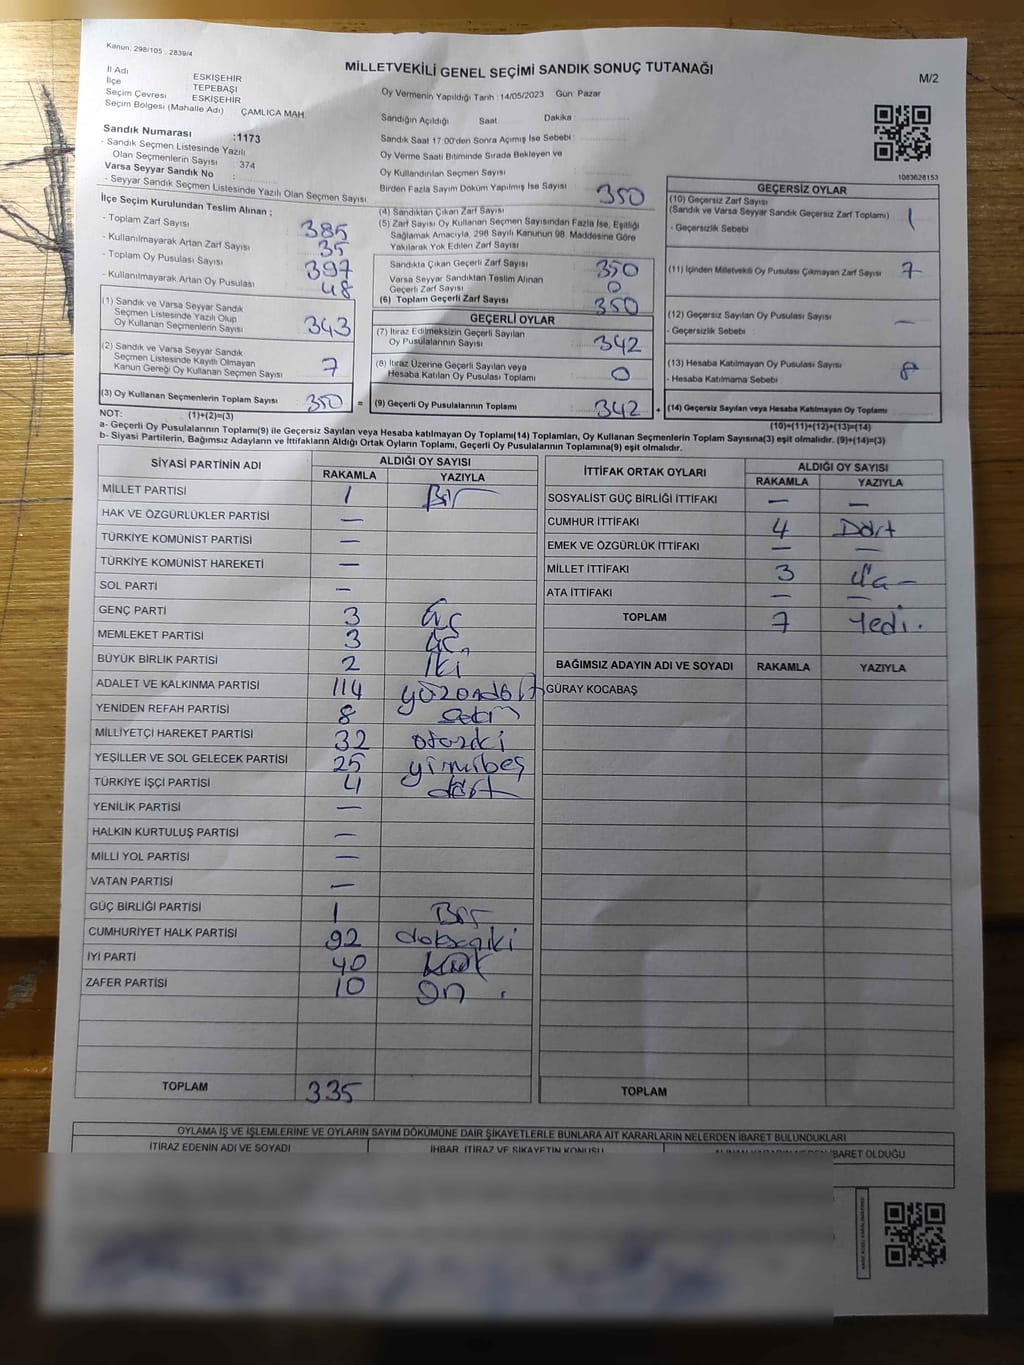 Kanun; 298/105 , 2839/4
MİLLETVEKİLİ GENEL SEÇİMİ SANDIK SONUÇ TUTANAĞI
M/2
İl Adı ESKİŞEHİR
İlçe TEPEBAŞI
Seçim Çevresi ESKİŞEHİR
Seçim Bölgesi (Mahalle Adı) ÇAMLICA MAH.
Oy Vermenin Yapıldığı Tarih : 14/05/2023 Gün: Pazar
Sandığın Açıldığı Saat Dakika :
Sandık Numarası :1173
- Sandık Seçmen Listesinde Yazılı
Olan Seçmenlerin Sayısı : 374
Varsa Seyyar Sandık No :
- Seyyar Sandık Seçmen Listesinde Yazılı Olan Seçmen Sayısı
Sandık Saat 17.00'den Sonra Açımış İse Sebebi :
Oy Verme Saati Bitiminde Sırada Bekleyen ve
Oy Kullandırılan Seçmen Sayısı
Birden Fazla Sayım Döküm Yapılmış İse Sayısı
1083628153
İlçe Seçim Kurulundan Teslim Alınan ;
- Toplam Zarf Sayısı 385
- Kullanılmayarak Artan Zarf Sayısı 35
- Toplam Oy Pusulası Sayısı 397
- Kullanılmayarak Artan Oy Pusulası 48
(1) Sandık ve Varsa Seyyar Sandık
Seçmen Listesinde Yazılı Olup
Oy Kullanan Seçmenlerin Sayısı 343
(2) Sandık ve Varsa Seyyar Sandık
Seçmen Listesinde Kayıtlı Olmayan
Kanun Gereği Oy Kullanan Seçmen Sayısı 7
(3) Oy Kullanan Seçmenlerin Toplam Sayısı 350 =
(4) Sandıktan Çıkan Zarf Sayısı 350
(5) Zarf Sayısı Oy Kullanan Seçmen Sayısından Fazla İse, Eşitliği
Sağlamak Amacıyla, 298 Sayılı Kanunun 98. Maddesine Göre
Yakılarak Yok Edilen Zarf Sayısı
Sandıkta Çıkan Geçerli Zarf Sayısı 350
Varsa Seyyar Sandıktan Teslim Alınan
Geçerli Zarf Sayısı 0
(6) Toplam Geçerli Zarf Sayısı 350
GEÇERLİ OYLAR
(7) İtiraz Edilmeksizin Geçerli Sayılan
Oy Pusulalarının Sayısı 342
(8) İtiraz Üzerine Geçerli Sayılan veya
Hesaba Katılan Oy Pusulası Toplamı 0
(9) Geçerli Oy Pusulalarının Toplamı 342 +
GEÇERSİZ OYLAR
(10) Geçersiz Zarf Sayısı
(Sandık ve Varsa Seyyar Sandık Geçersiz Zarf Toplamı) 1
- Geçersizlik Sebebi :
(11) İçinden Milletvekili Oy Pusulası Çıkmayan Zarf Sayısı 7
(12) Geçersiz Sayılan Oy Pusulası Sayısı —
- Geçersizlik Sebebi :
(13) Hesaba Katılmayan Oy Pusulası Sayısı 8
- Hesaba Katılmama Sebebi
(14) Geçersiz Sayılan veya Hesaba Katılmayan Oy Toplamı
NOT: (1)+(2)=(3) (10)+(11)+(12)+(13)=(14)
a- Geçerli Oy Pusulalarının Toplamı(9) ile Geçersiz Sayılan veya Hesaba Katılmayan Oy Toplamı(14) Toplamları, Oy Kullanan Seçmenlerin Toplam Sayısına(3) eşit olmalıdır. (9)+(14)=(3)
b- Siyasi Partilerin, Bağımsız Adayların ve İttifakların Aldığı Ortak Oyların Toplamı, Geçerli Oy Pusulalarının Toplamına(9) eşit olmalıdır.
SİYASİ PARTİNİN ADI ALDIĞI OY SAYISI
RAKAMLA YAZIYLA
MİLLET PARTİSİ 1 Bir
HAK VE ÖZGÜRLÜKLER PARTİSİ —
TÜRKİYE KOMÜNİST PARTİSİ —
TÜRKİYE KOMÜNİST HAREKETİ —
SOL PARTİ —
GENÇ PARTİ 3 üç
MEMLEKET PARTİSİ 3 üç
BÜYÜK BİRLİK PARTİSİ 2 iki
ADALET VE KALKINMA PARTİSİ 114 yüzondört
YENİDEN REFAH PARTİSİ 8 sekiz
MİLLİYETÇİ HAREKET PARTİSİ 32 otuziki
YEŞİLLER VE SOL GELECEK PARTİSİ 25 yirmibeş
TÜRKİYE İŞÇİ PARTİSİ 4 dört
YENİLİK PARTİSİ —
HALKIN KURTULUŞ PARTİSİ —
MİLLİ YOL PARTİSİ —
VATAN PARTİSİ —
GÜÇ BİRLİĞİ PARTİSİ 1 Bir
CUMHURİYET HALK PARTİSİ 92 doksaniki
İYİ PARTİ 40 kırk
ZAFER PARTİSİ 10 on
TOPLAM 335
İTTİFAK ORTAK OYLARI ALDIĞI OY SAYISI
RAKAMLA YAZIYLA
SOSYALİST GÜÇ BİRLİĞİ İTTİFAKI — —
CUMHUR İTTİFAKI 4 Dört
EMEK VE ÖZGÜRLÜK İTTİFAKI — —
MİLLET İTTİFAKI 3
ATA İTTİFAKI — —
TOPLAM 7 Yedi.
BAĞIMSIZ ADAYIN ADI VE SOYADI RAKAMLA YAZIYLA
GÜRAY KOCABAŞ
TOPLAM
OYLAMA İŞ VE İŞLEMLERİNE VE OYLARIN SAYIM DÖKÜMÜNE DAİR ŞİKAYETLERLE BUNLARA AİT KARARLARIN NELERDEN İBARET BULUNDUKLARI
İTİRAZ EDENİN ADI VE SOYADI İHBAR, İTİRAZ VE ŞİKAYETİN KONUSU İBARET OLDUĞU